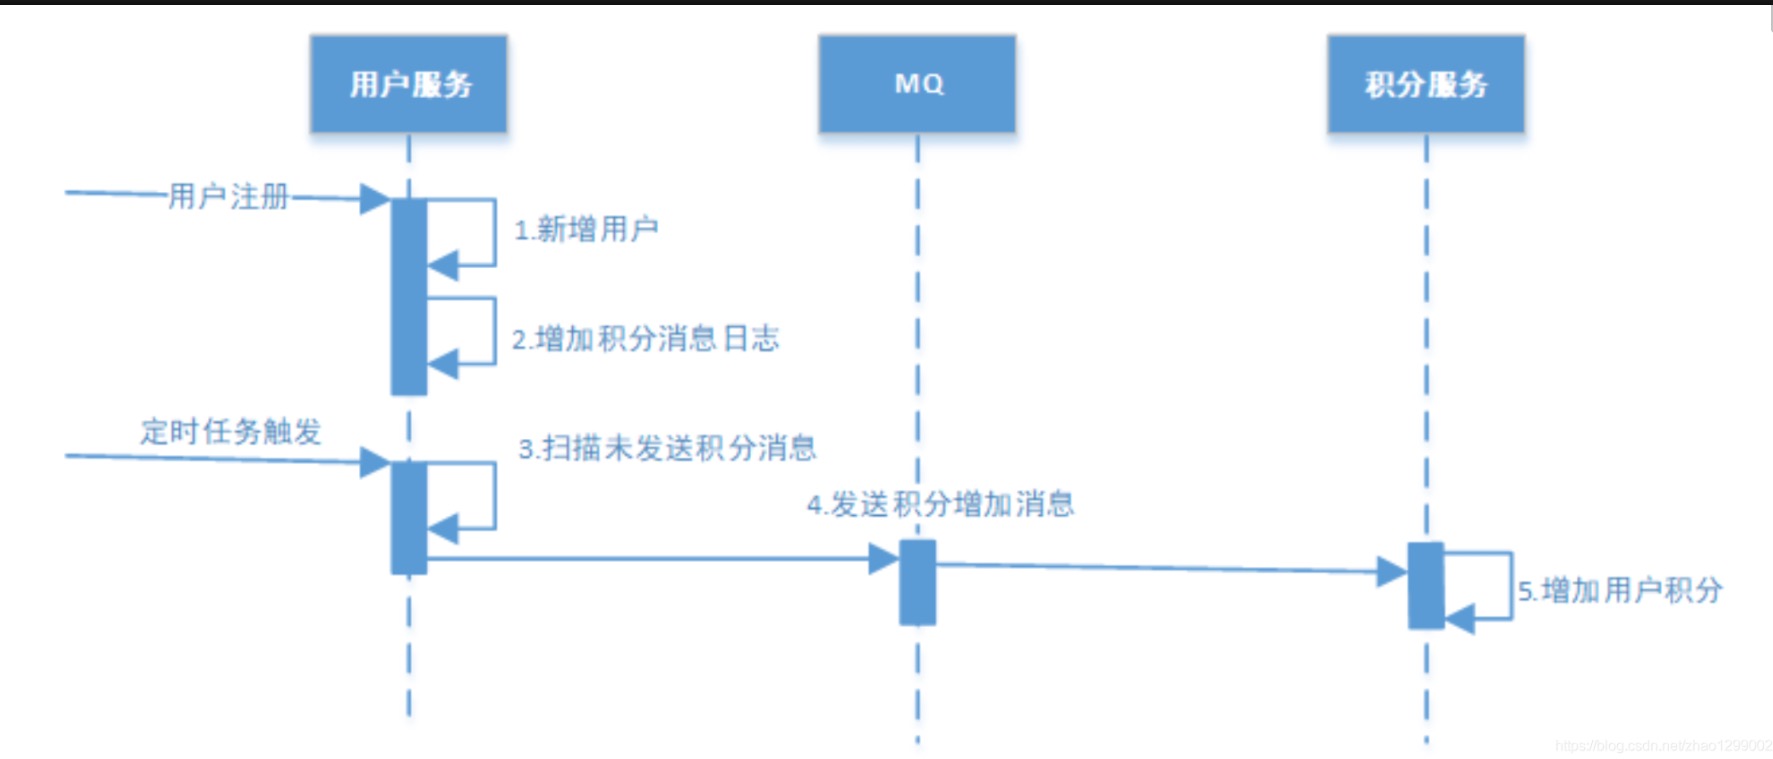 用户服务
MQ
积分服务
用户注册
1.新增用户
2.增加积分消息日志
定时任务触发
3.扫描未发送积分消息
4.发送积分增加消息
5.增加用户积分
https://blog.csdn.net/zhao1299002